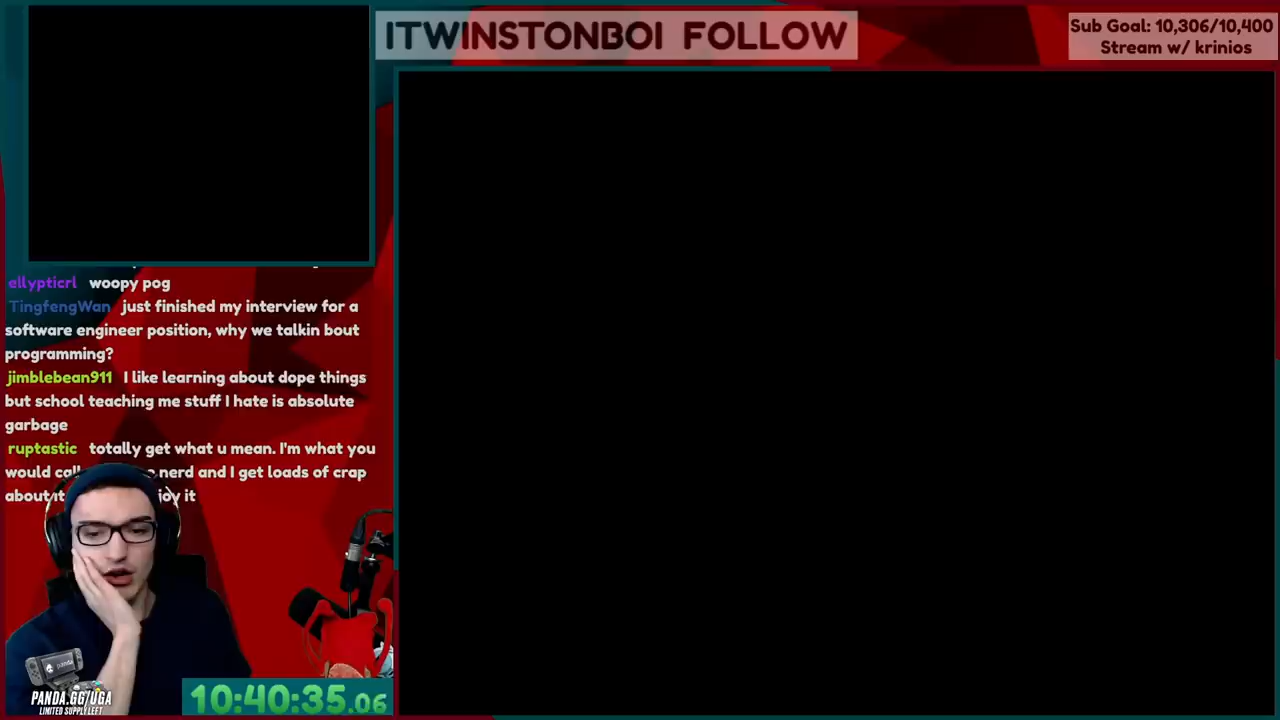 ITWINSTONBOI FOLLOW
Sub Goal: 10,306/10,400
Stream w/ krinios
ellypticrl woopy pog
TingfengWan just finished my interview for a
software engineer position, why we talkin bout
programming?
jimblebean911 I like learning about dope things
but school teaching me stuff I hate is absolute
garbage
ruptastic totally get what u mean. I'm what you
would call nerd and I get loads of crap
about it
it
panda
PANDA.GG/UGA
LIMITED SUPPLY LEFT
10:40:35.06